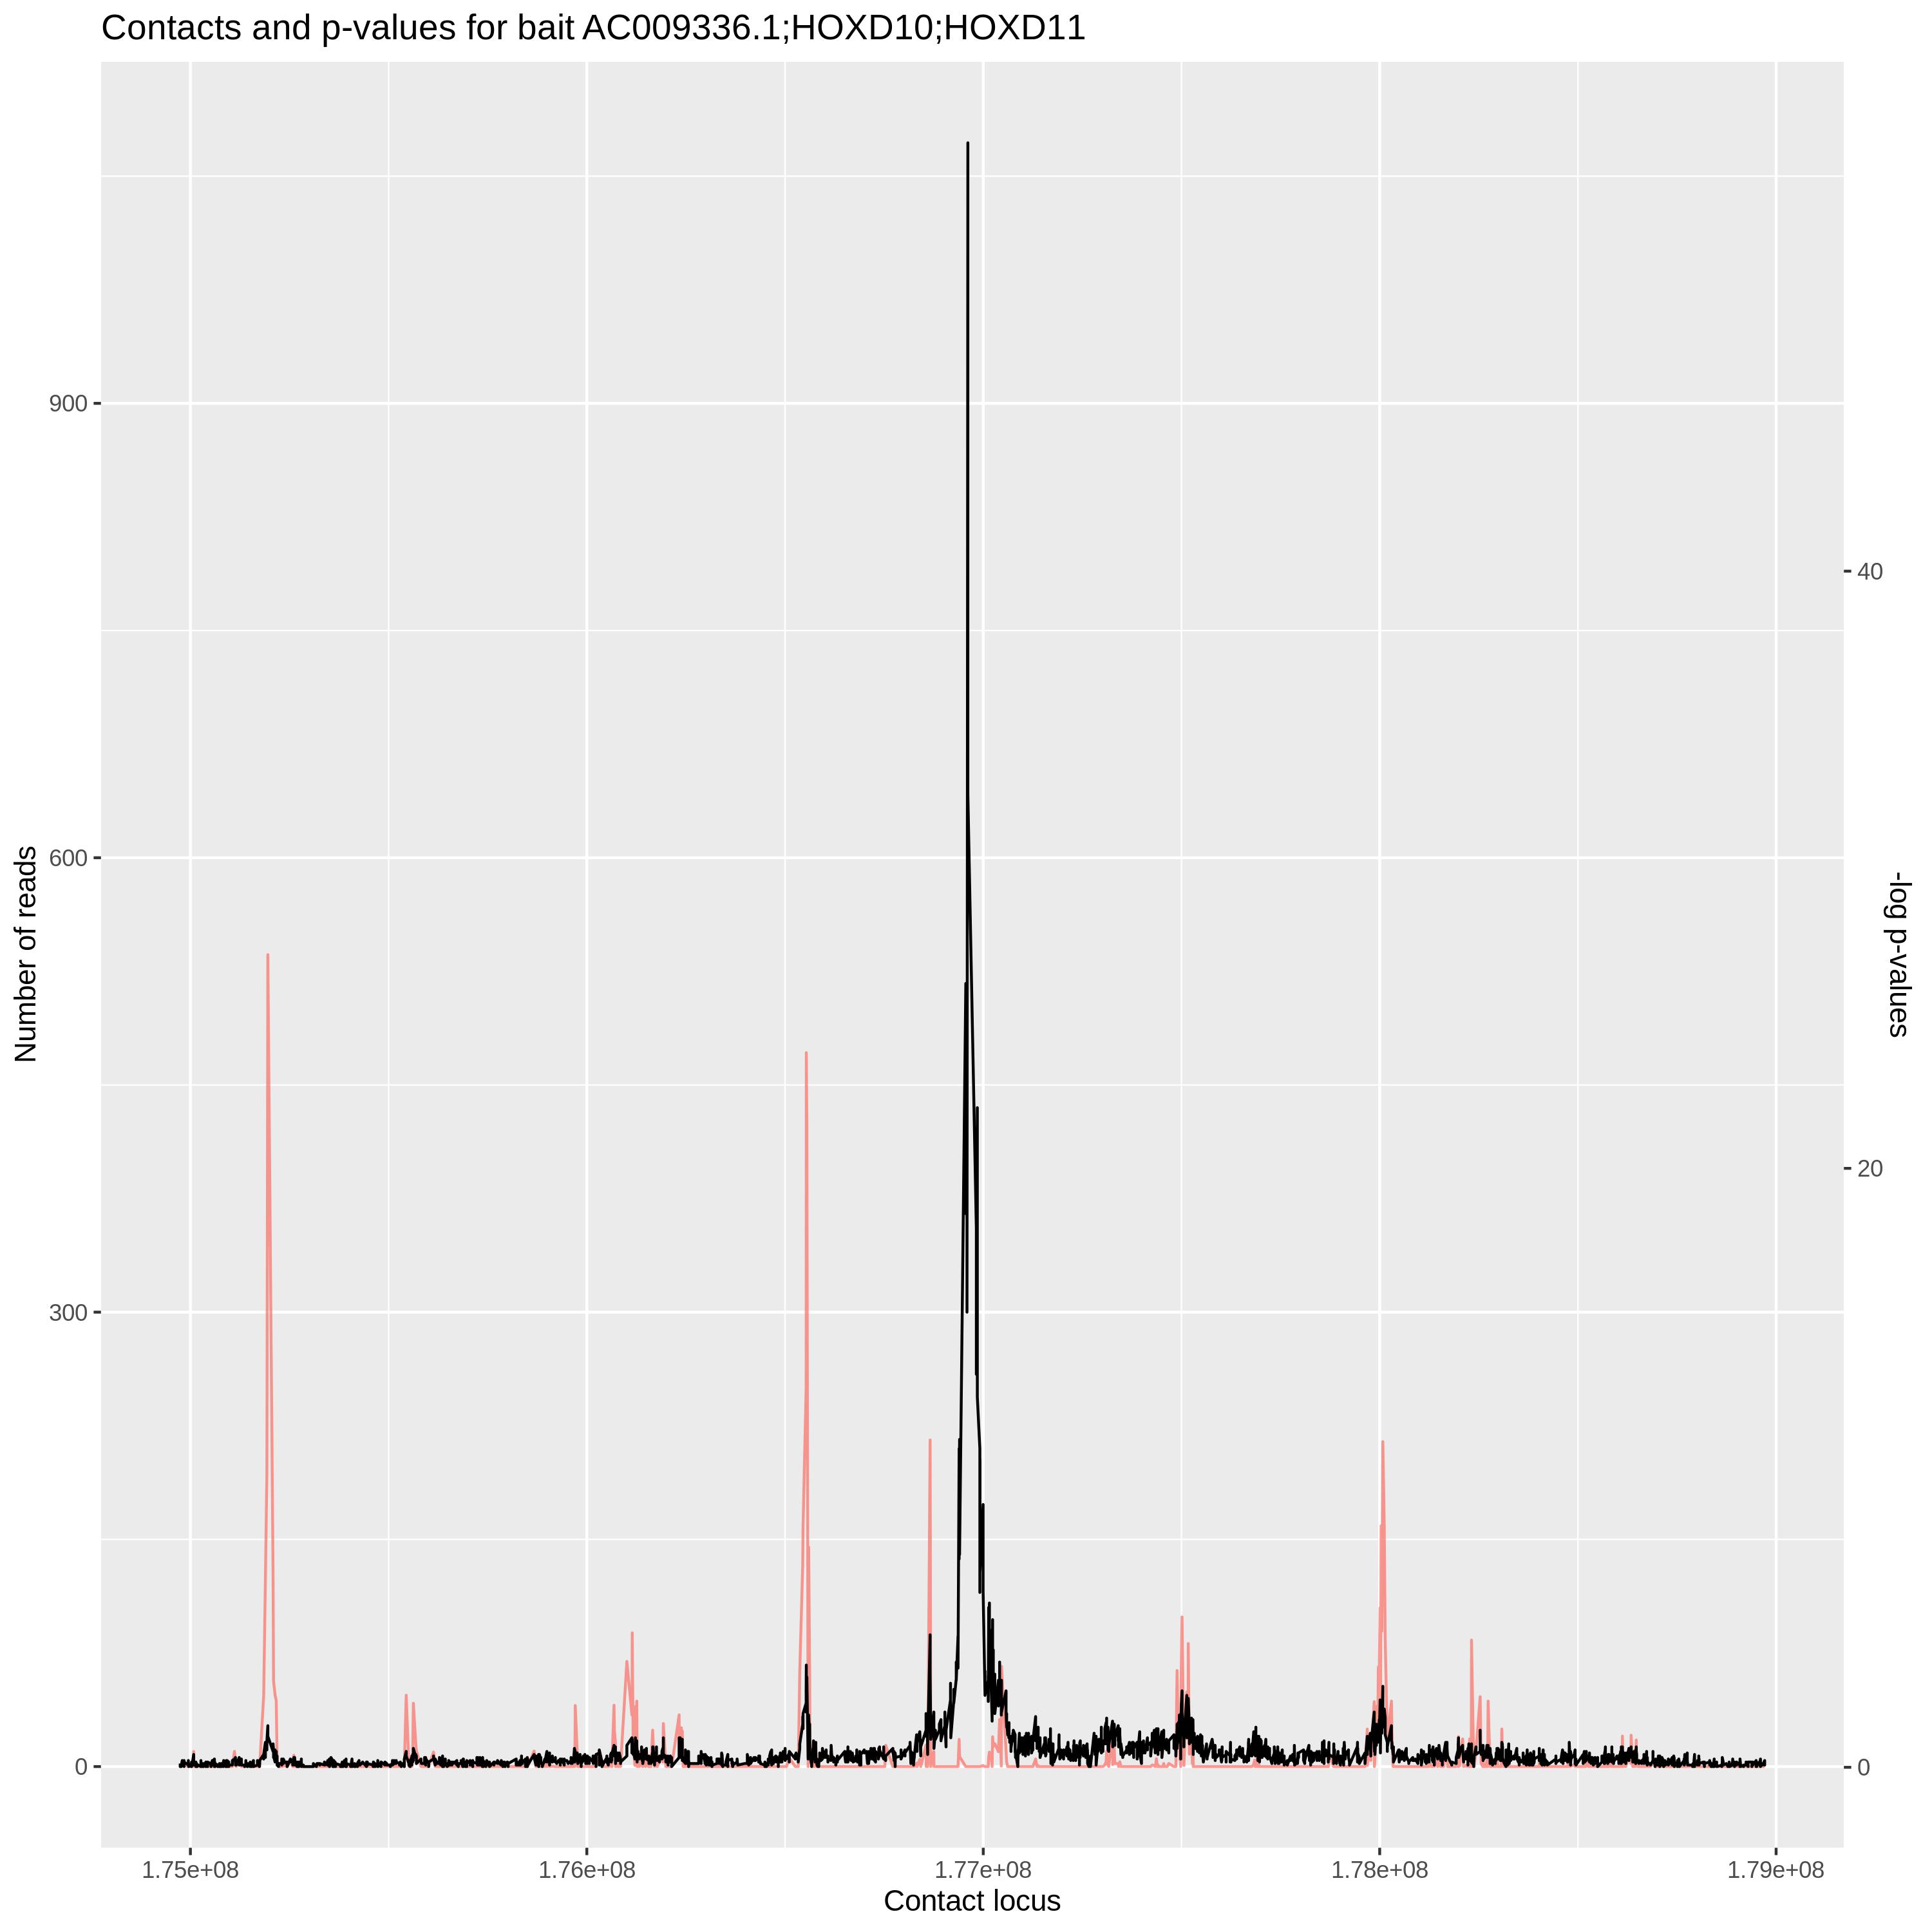 Contacts and p-values for bait AC009336.1;HOXD10;HOXD11
Number of reads
900
600
300
0
40
20
0
-log p-values
1.75e+08 1.76e+08 1.77e+08 1.78e+08 1.79e+08
Contact locus